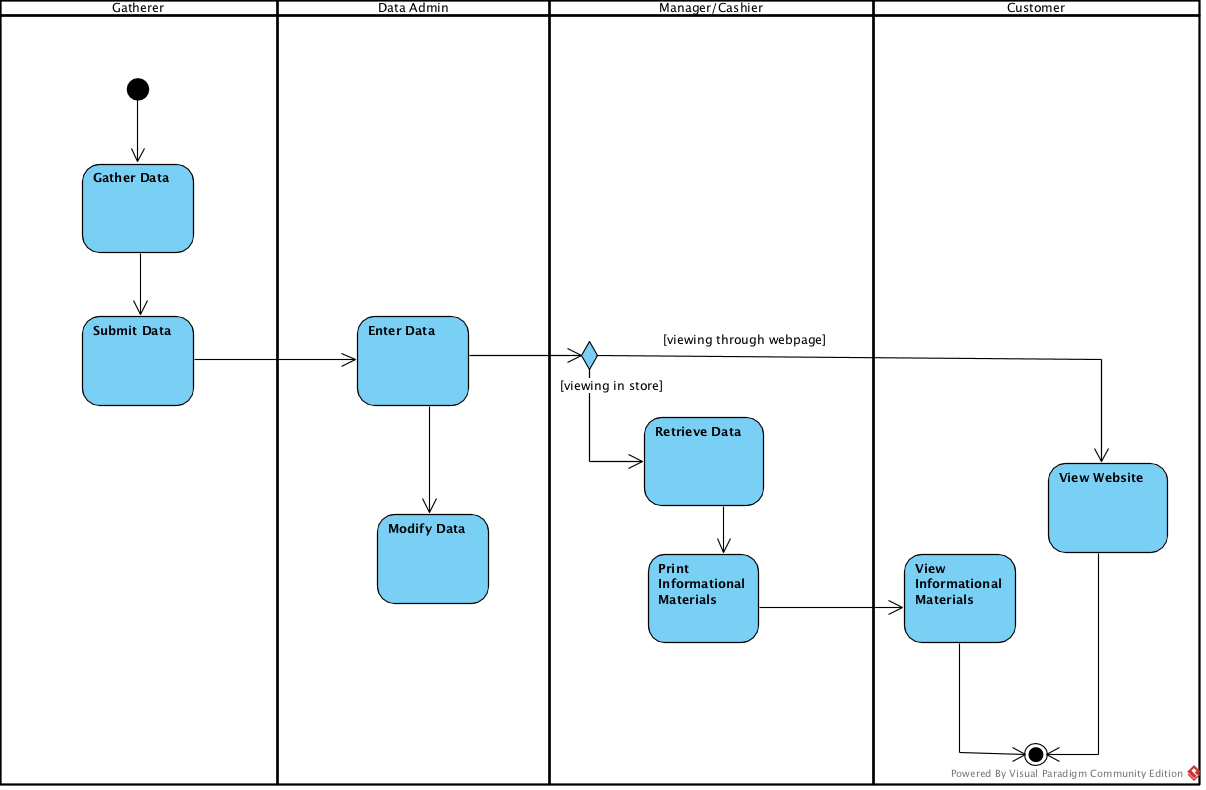 Gatherer
Data Admin
Manager/Cashier
Customer
Gather Data
Submit Data
Enter Data
[viewing through webpage]
[viewing in store]
Retrieve Data
View Website
Modify Data
Print
Informational
Materials
View
Informational
Materials
Powered By Visual Paradigm Community Edition